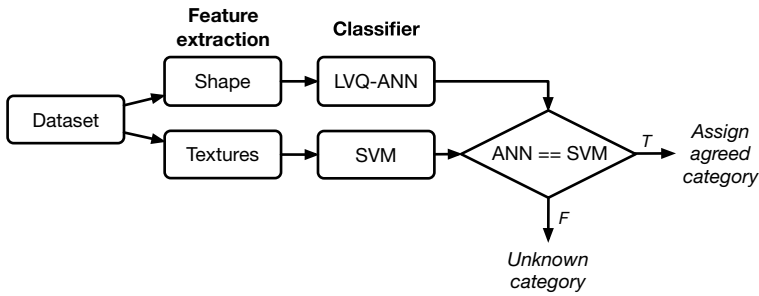 Feature
extraction
Classifier
Shape
LVQ-ANN
Dataset
Textures
SVM
ANN == SVM
T
Assign
agreed
category
F
Unknown
category